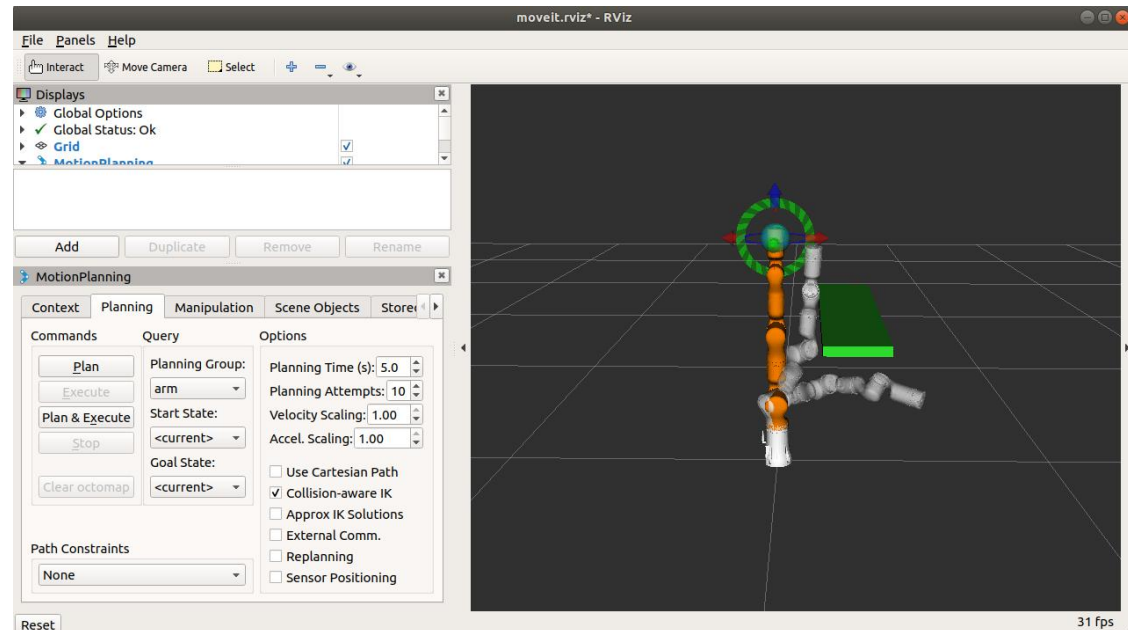 moveit.rviz* - RViz
File Panels Help
Interact Move Camera Select
Displays
Global Options
Global Status: Ok
Grid
MotionPlanning
Add Duplicate Remove Rename
MotionPlanning
Context Planning Manipulation Scene Objects Store
Commands Query Options
Plan
Execute
Plan & Execute
Stop
Clear octomap
Planning Group:
arm
Start State:
<current>
Goal State:
<current>
Planning Time (s): 5.0
Planning Attempts: 10
Velocity Scaling: 1.00
Accel. Scaling: 1.00
Use Cartesian Path
Collision-aware IK
Approx IK Solutions
External Comm.
Replanning
Sensor Positioning
Path Constraints
None
Reset
31 fps